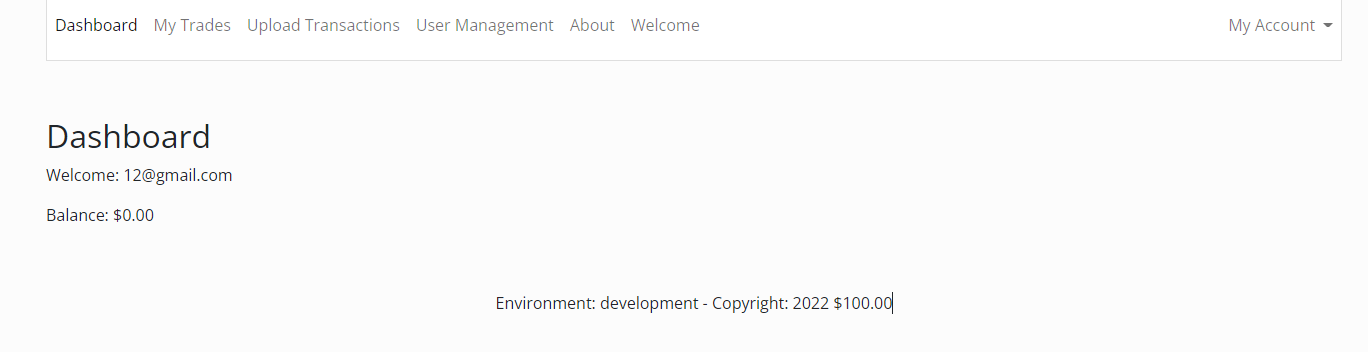 Dashboard My Trades Upload Transactions User Management About Welcome My Account
Dashboard
Welcome: 12@gmail.com
Balance: $0.00
Environment: development - Copyright: 2022 $100.00